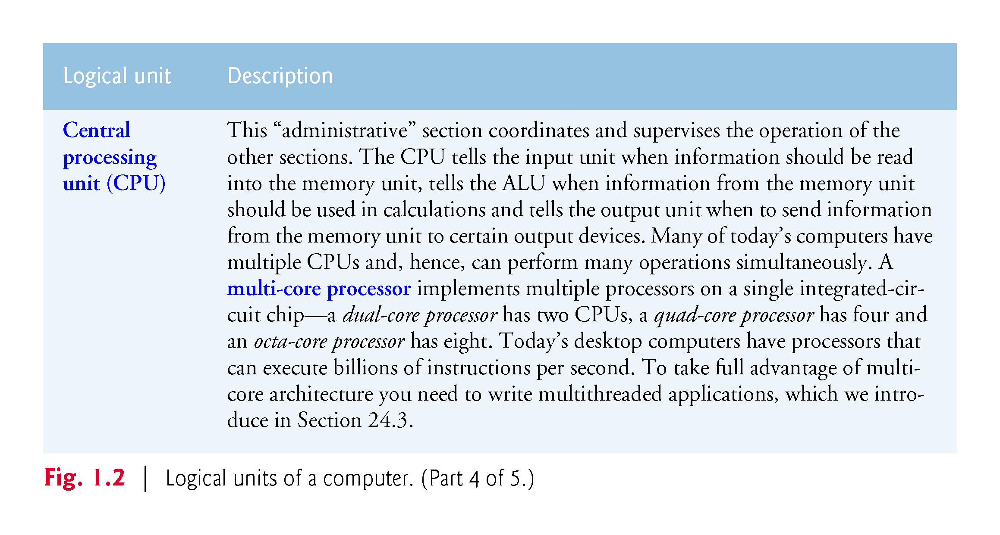 Logical unit Description
Central
processing
unit (CPU)
This “administrative” section coordinates and supervises the operation of the
other sections. The CPU tells the input unit when information should be read
into the memory unit, tells the ALU when information from the memory unit
should be used in calculations and tells the output unit when to send information
from the memory unit to certain output devices. Many of today’s computers have
multiple CPUs and, hence, can perform many operations simultaneously. A
multi-core processor implements multiple processors on a single integrated-cir-
cuit chip—a dual-core processor has two CPUs, a quad-core processor has four and
an octa-core processor has eight. Today’s desktop computers have processors that
can execute billions of instructions per second. To take full advantage of multi-
core architecture you need to write multithreaded applications, which we intro-
duce in Section 24.3.
Fig. 1.2 | Logical units of a computer. (Part 4 of 5.)